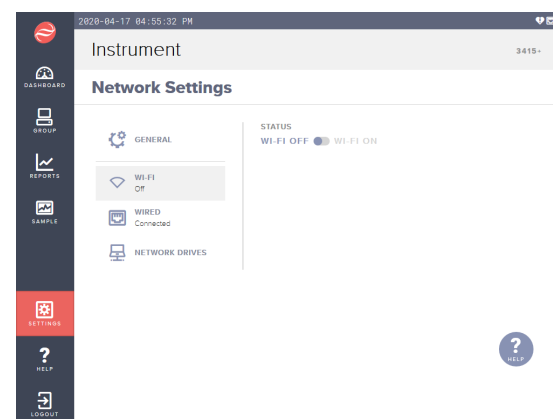 2020-04-17 04:55:32 PM
Instrument
3415-
Network Settings
DASHBOARD
GROUP
REPORTS
SAMPLE
SETTINGS
HELP
LOGOUT
GENERAL
WI-FI
Off
WIRED
Connected
NETWORK DRIVES
STATUS
WI-FI OFF WI-FI ON
? HELP